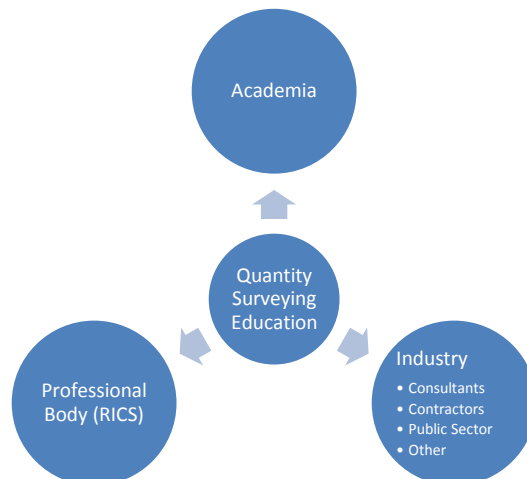 Academia
Quantity
Surveying
Education
Professional
Body (RICS)
Industry
• Consultants
• Contractors
• Public Sector
• Other